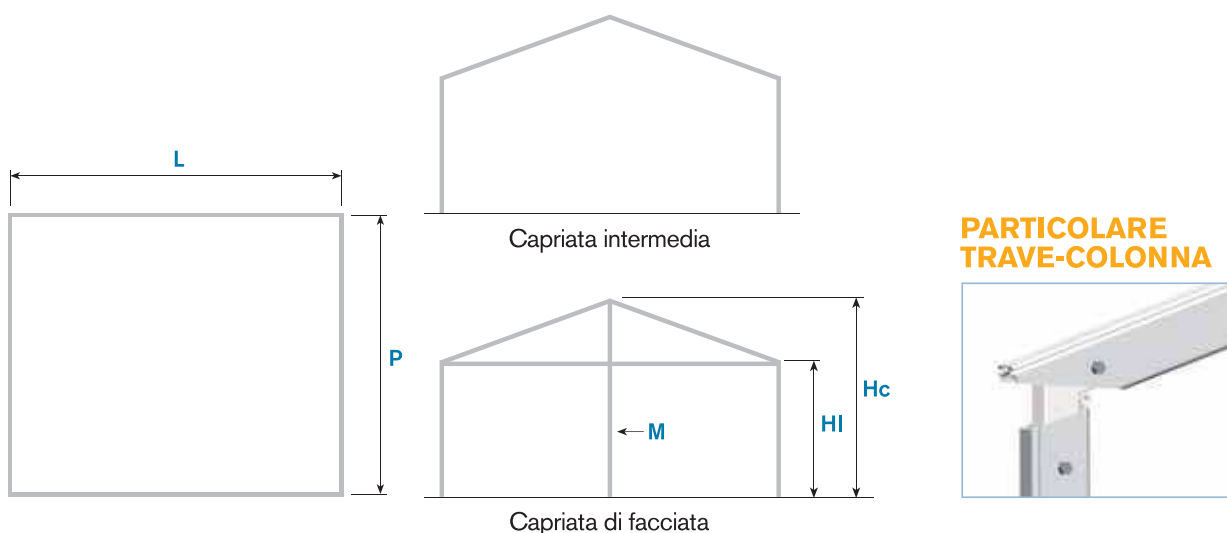 L
P
Capriata intermedia
Hc
Hl
M
Capriata di facciata
PARTICOLARE
TRAVE-COLONNA